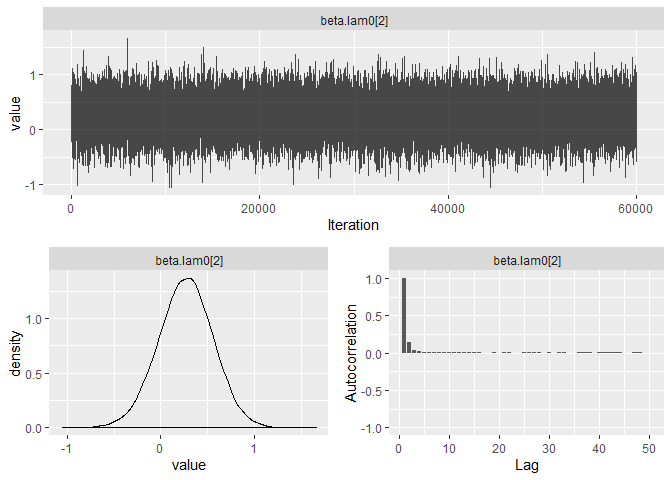 beta.lam0[2]
value
1
0
-1
0
20000
40000
60000
Iteration
beta.lam0[2]
density
1.0
0.5
0.0
-1
0
1
value
beta.lam0[2]
Autocorrelation
1.0
0.5
0.0
-0.5
-1.0
0
10
20
30
40
50
Lag